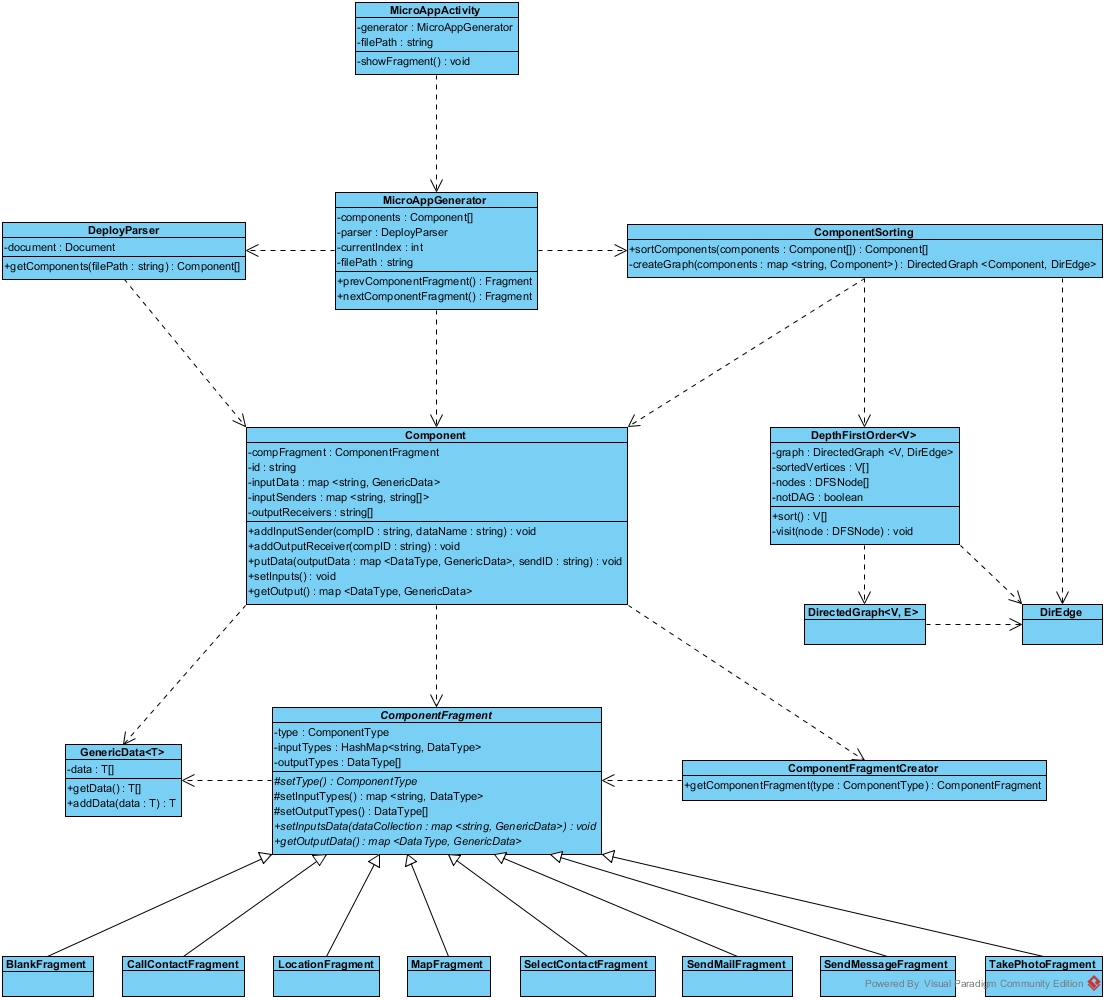 MicroAppActivity
-generator : MicroAppGenerator
-filePath : string
-showFragment() : void
MicroAppGenerator
-components : Component[]
-parser : DeployParser
-currentIndex : int
-filePath : string
+prevComponentFragment() : Fragment
+nextComponentFragment() : Fragment
DeployParser
-document : Document
+getComponents(filePath : string) : Component[]
ComponentSorting
+sortComponents(components : Component[]) : Component[]
-createGraph(components : map <string, Component>) : DirectedGraph <Component, DirEdge>
Component
-compFragment : ComponentFragment
-id : string
-inputData : map <string, GenericData>
-inputSenders : map <string, string[]>
-outputReceivers : string[]
+addInputSender(compID : string, dataName : string) : void
+addOutputReceiver(compID : string) : void
+putData(outputData : map <DataType, GenericData>, sendID : string) : void
+setInputs() : void
+getOutput() : map <DataType, GenericData>
DepthFirstOrder<V>
-graph : DirectedGraph <V, DirEdge>
-sortedVertices : V[]
-nodes : DFSNode[]
-notDAG : boolean
+sort() : V[]
-visit(node : DFSNode) : void
DirectedGraph<V, E>
DirEdge
GenericData<T>
-data : T[]
+getData() : T[]
+addData(data : T) : T
ComponentFragment
-type : ComponentType
-inputTypes : HashMap<string, DataType>
-outputTypes : DataType[]
#setType() : ComponentType
#setInputTypes() : map <string, DataType>
#setOutputTypes() : DataType[]
+setInputsData(dataCollection : map <string, GenericData>) : void
+getOutputData() : map <DataType, GenericData>
ComponentFragmentCreator
+getComponentFragment(type : ComponentType) : ComponentFragment
BlankFragment
CallContactFragment
LocationFragment
MapFragment
SelectContactFragment
SendMailFragment
SendMessageFragment
TakePhotoFragment
Powered By Visual Paradigm Community Edition